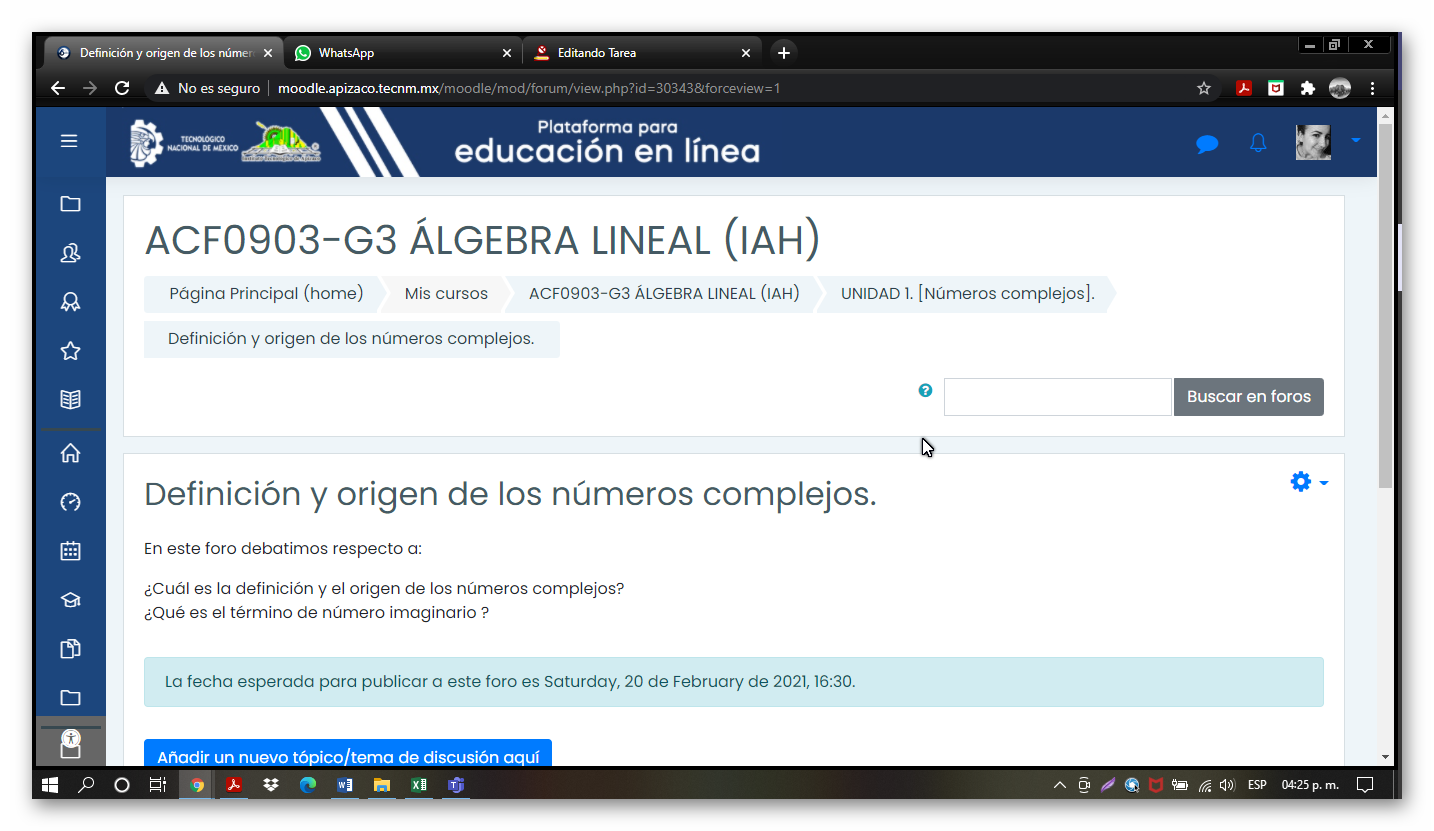 Definición y origen de los númer
WhatsApp
Editando Tarea
No es seguro | moodle.apizaco.tecnm.mx/moodle/mod/forum/view.php?id=30343&forceview=1
TECNOLÓGICO
NACIONAL DE MÉXICO
Plataforma para
educación en línea
ACF0903-G3 ÁLGEBRA LINEAL (IAH)
Página Principal (home) Mis cursos ACF0903-G3 ÁLGEBRA LINEAL (IAH) UNIDAD 1. [Números complejos].
Definición y origen de los números complejos.
Buscar en foros
Definición y origen de los números complejos.
En este foro debatimos respecto a:
¿Cuál es la definición y el origen de los números complejos?
¿Qué es el término de número imaginario ?
La fecha esperada para publicar a este foro es Saturday, 20 de February de 2021, 16:30.
Añadir un nuevo tópico/tema de discusión aquí
ESP 04:25 p. m.